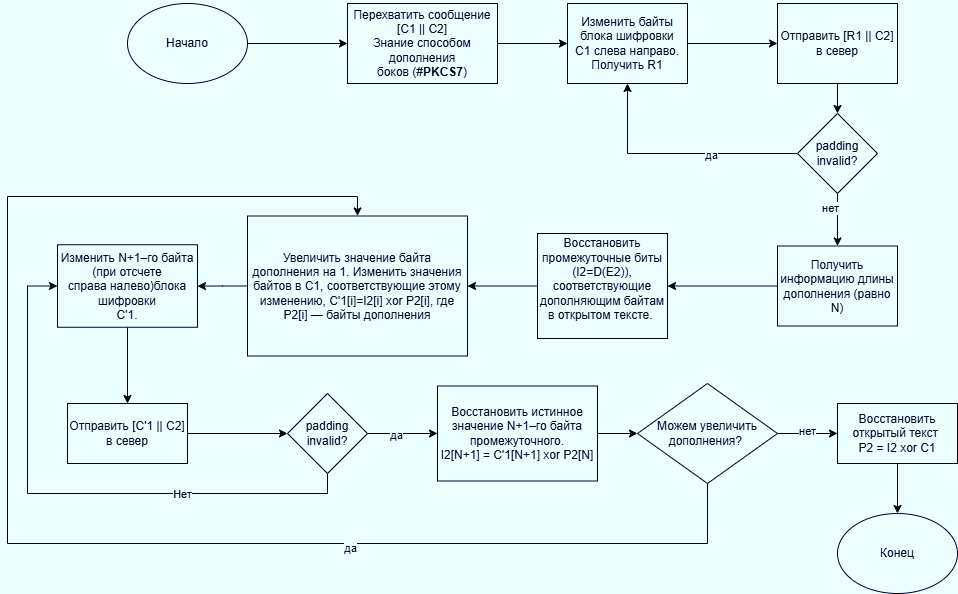 Начало
Перехватить сообщение
[C1 || C2]
Знание способом
дополнения
боков (#PKCS7)
Изменить байты
блока шифровки
C1 слева направо.
Получить R1
Отправить [R1 || C2]
в север
padding
invalid?
да
нет
Получить
информацию длины
дополнения (равно
N)
Восстановить
промежуточные биты
(I2=D(E2)),
соответствующие
дополняющим байтам
в открытом тексте.
Увеличить значение байта
дополнения на 1. Изменить значения
байтов в C1, соответствующие этому
изменению, C'1[i]=I2[i] xor P2[i], где
P2[i] — байты дополнения
Изменить N+1–го байта
(при отсчете
справа налево)блока
шифровки
C'1.
Отправить [C'1 || C2]
в север
padding
invalid?
да
Нет
Восстановить истинное
значение N+1–го байта
промежуточного.
I2[N+1] = C'1[N+1] xor P2[N]
Можем увеличить
дополнения?
нет
да
Восстановить
открытый текст
P2 = I2 xor C1
Конец